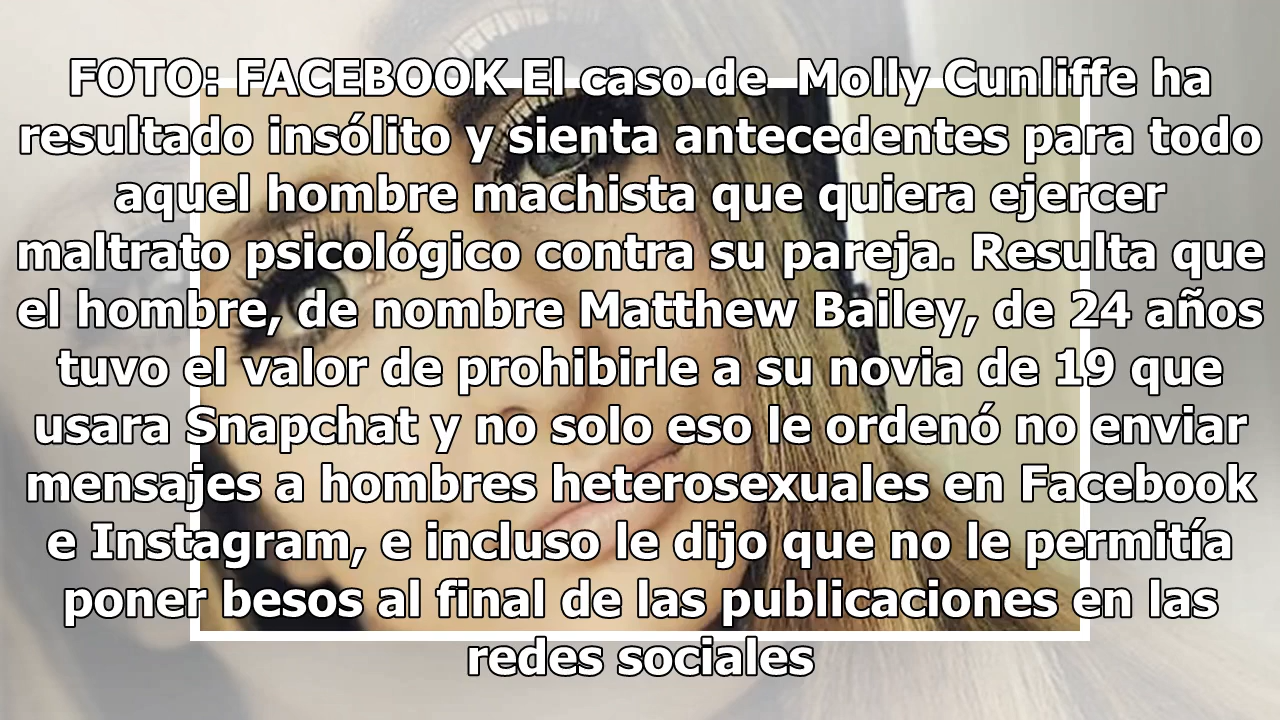 FOTO: FACEBOOK El caso de  Molly Cunliffe ha
resultado insólito y sienta antecedentes para todo
aquel hombre machista que quiera ejercer
maltrato psicológico contra su pareja. Resulta que
el hombre, de nombre Matthew Bailey, de 24 años
tuvo el valor de prohibirle a su novia de 19 que
usara Snapchat y no solo eso le ordenó no enviar
mensajes a hombres heterosexuales en Facebook
e Instagram, e incluso le dijo que no le permitía
poner besos al final de las publicaciones en las
redes sociales